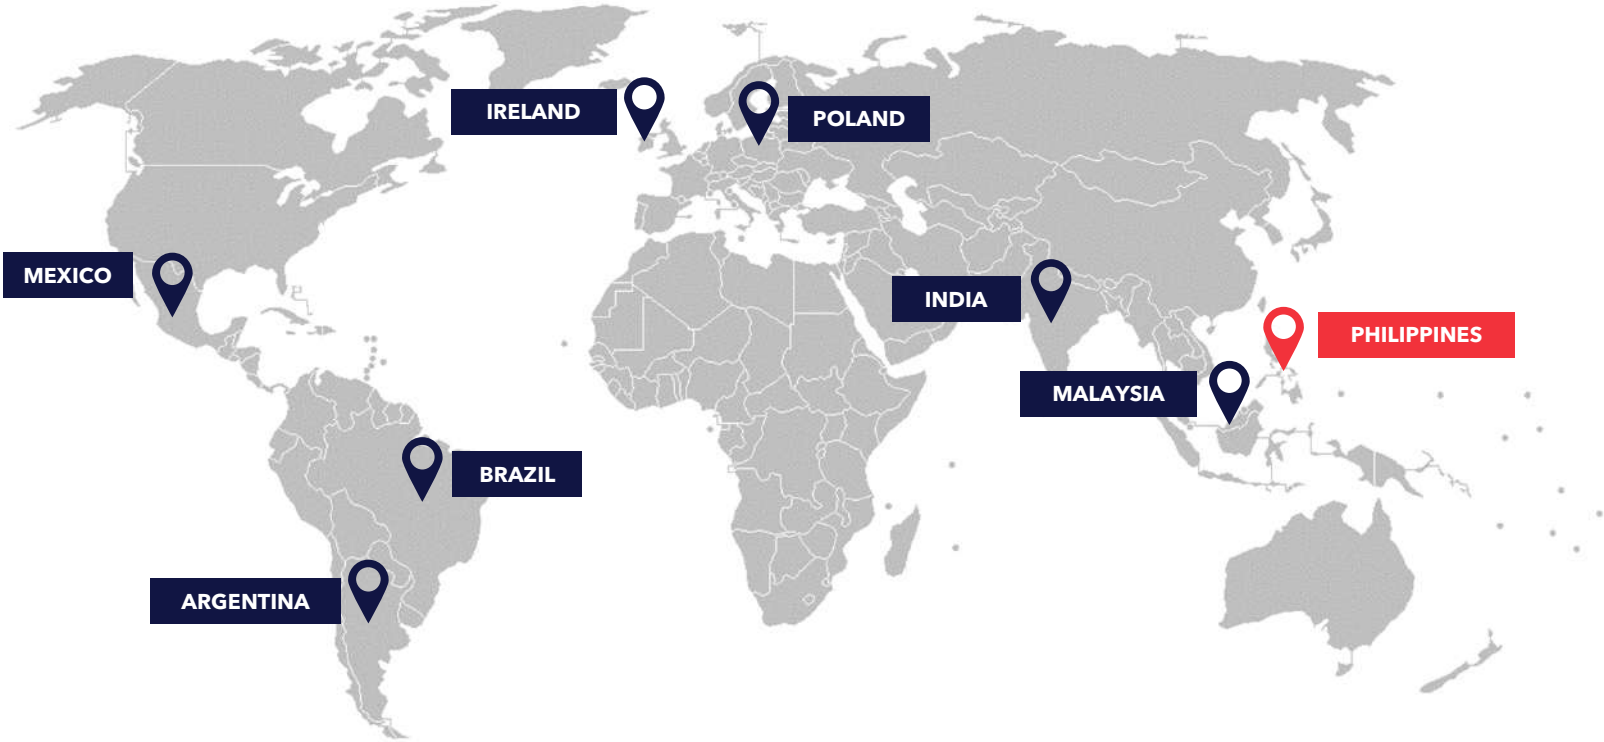 IRELAND
POLAND
MEXICO
INDIA
PHILIPPINES
MALAYSIA
BRAZIL
ARGENTINA